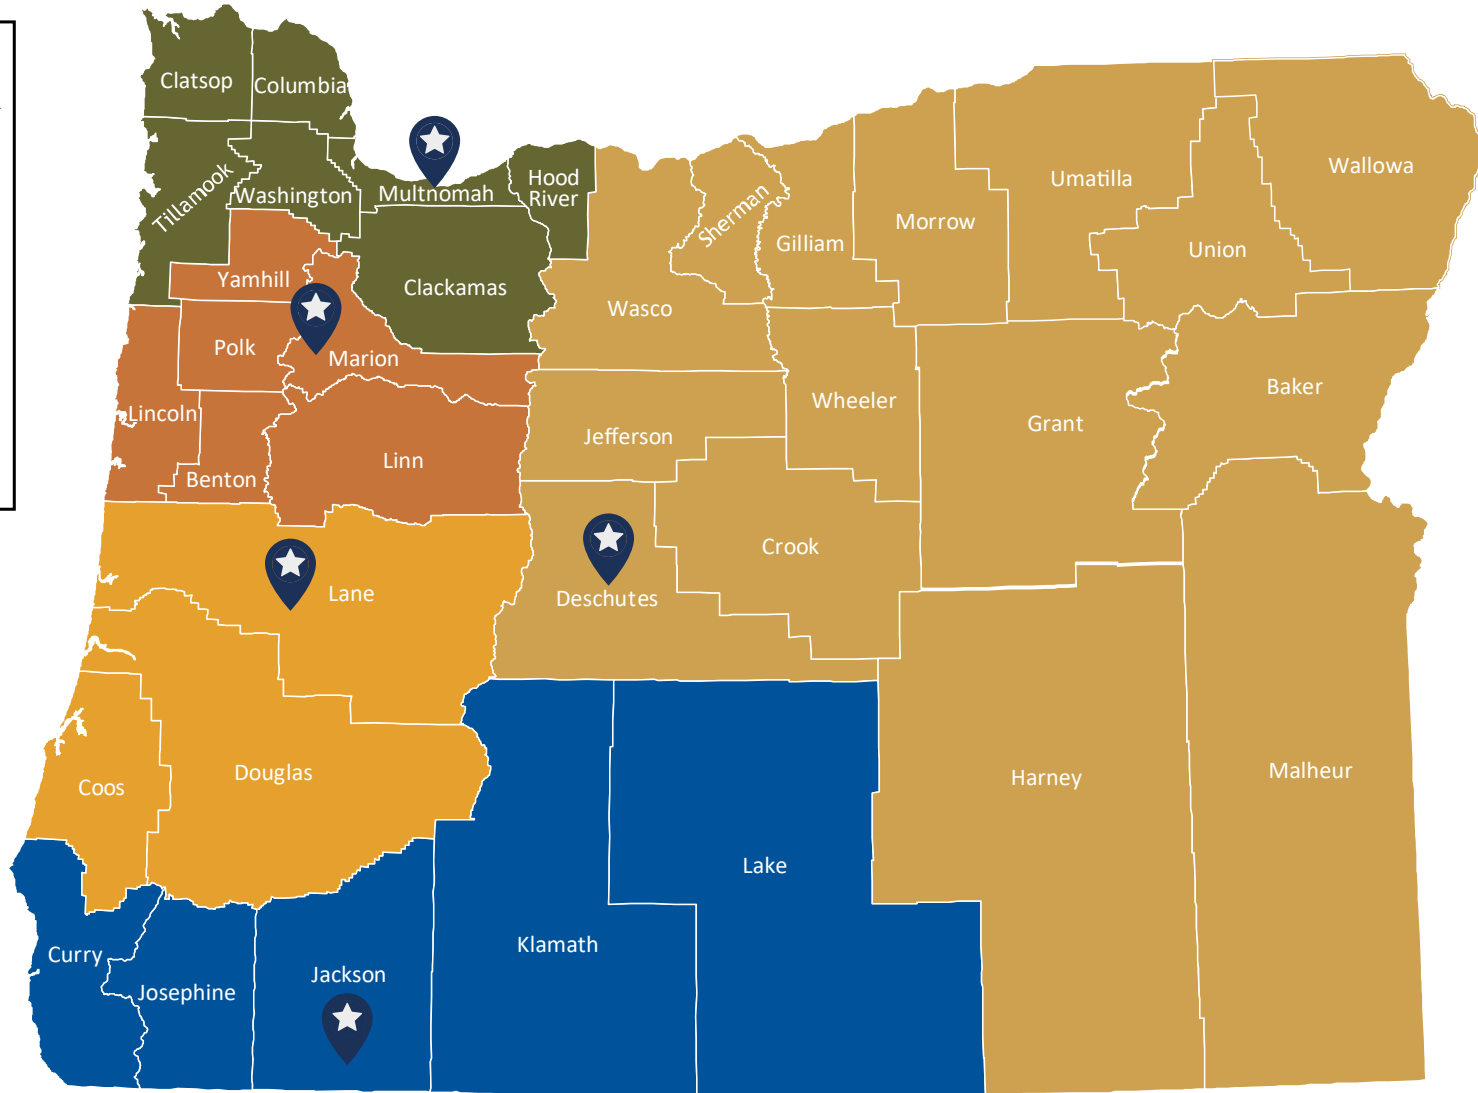 Clatsop
Columbia
Tillamook
Washington
Multnomah
Hood
River
Sherman
Gilliam
Morrow
Umatilla
Wallowa
Union
Yamhill
Clackamas
Wasco
Polk
Marion
Baker
Wheeler
Lincoln
Grant
Jefferson
Linn
Benton
Crook
Lane
Deschutes
Douglas
Coos
Harney
Malheur
Lake
Klamath
Curry
Jackson
Josephine